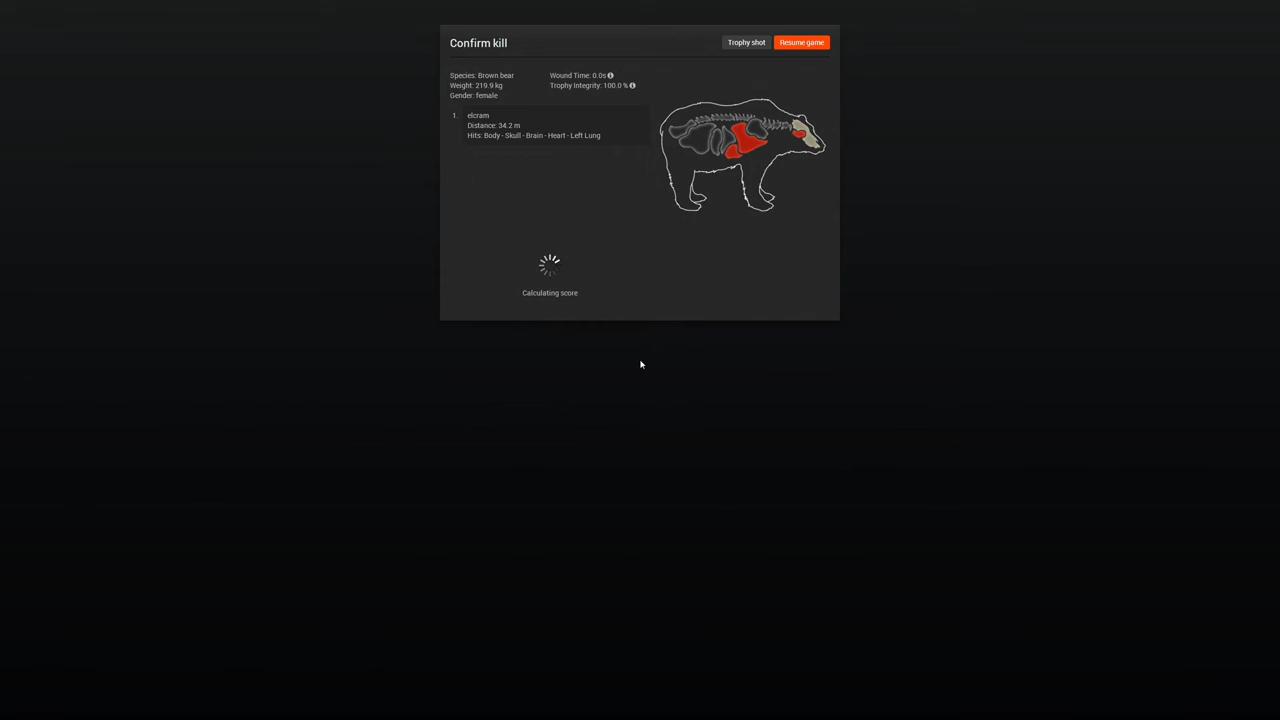 Confirm kill
Trophy shot
Resume game
Species: Brown bear
Weight: 219.9 kg
Gender: female
Wound Time: 0.0s
Trophy Integrity: 100.0 %
1.
elcram
Distance: 34.2 m
Hits: Body - Skull - Brain - Heart - Left Lung
Calculating score